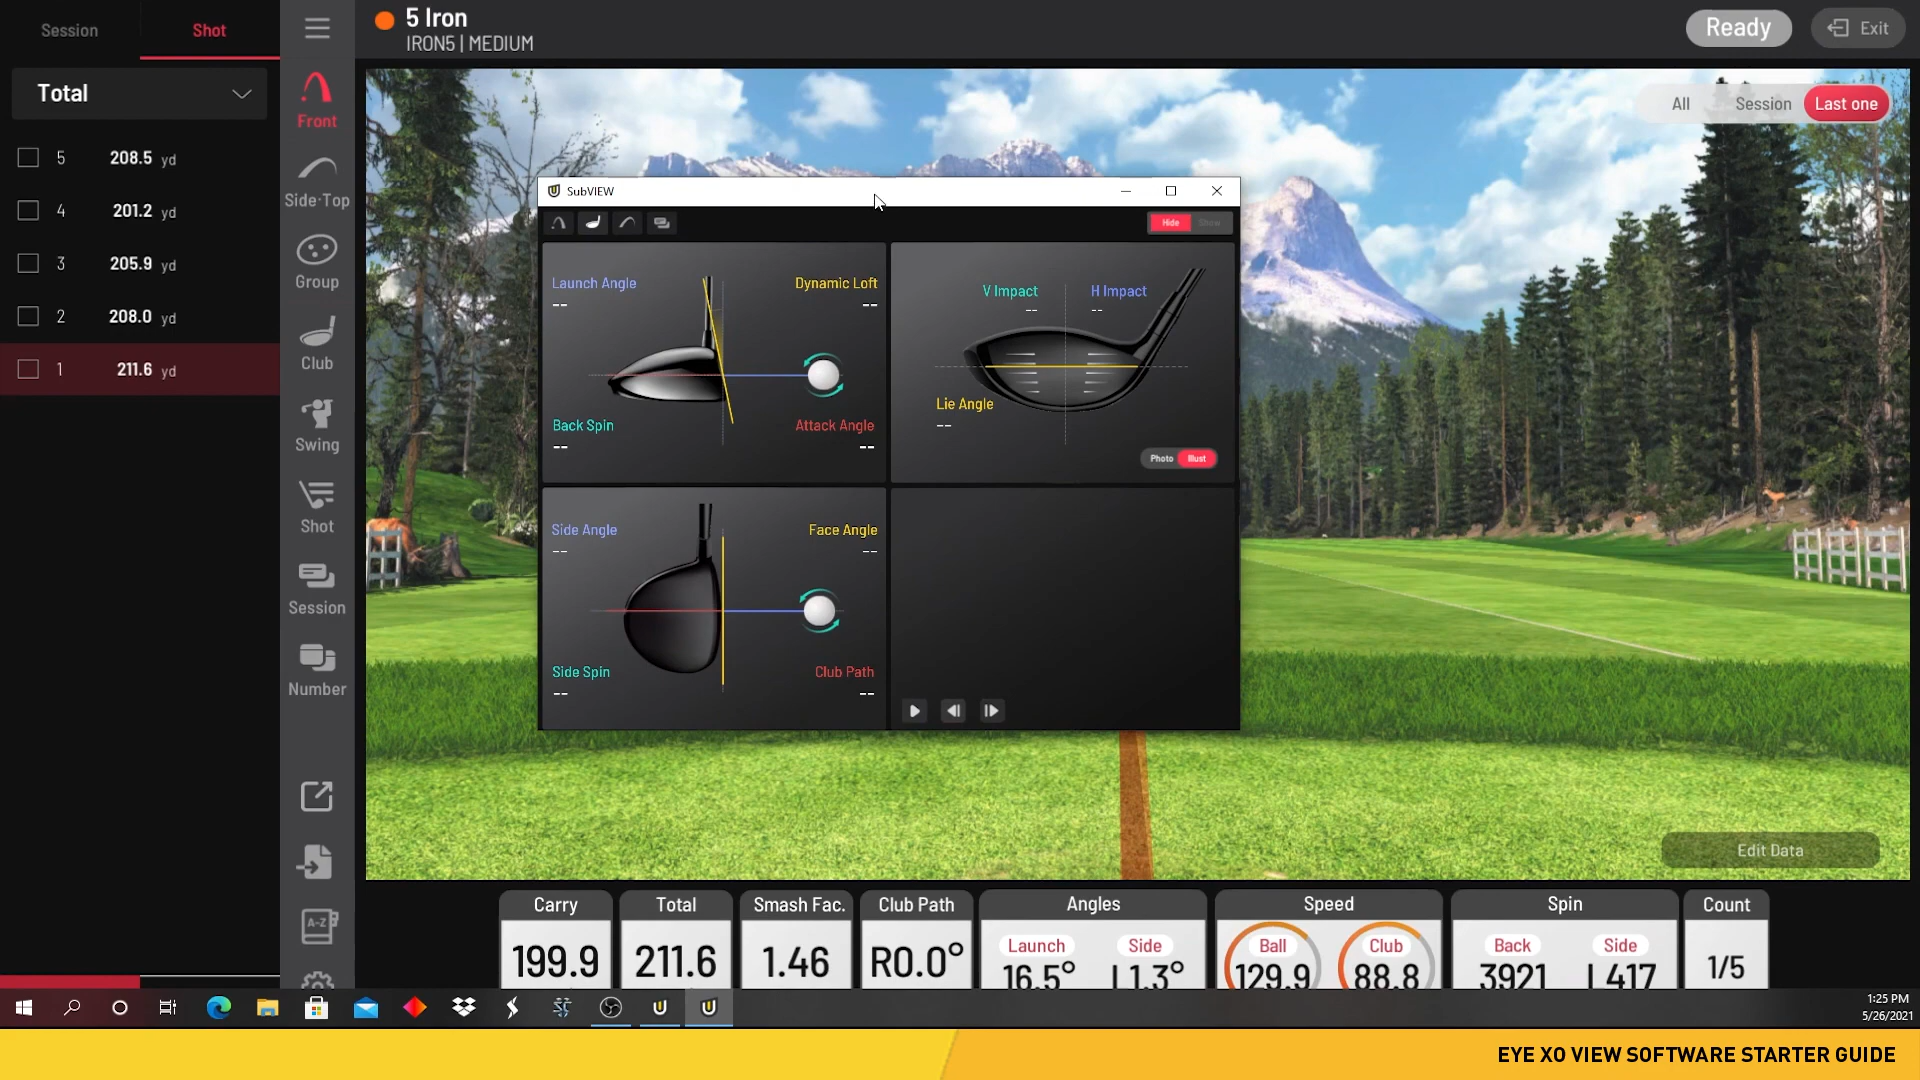 Session
Shot
Total
5 208.5 yd
4 201.2 yd
3 205.9 yd
2 208.0 yd
1 211.6 yd
Front
Side·Top
Group
Club
Swing
Shot
Session
Number
A-Z
5 Iron
IRON5 | MEDIUM
Ready
Exit
All
Session
Last one
SubVIEW
Hide
Show
Launch Angle
--
Dynamic Loft
--
Back Spin
--
Attack Angle
--
V Impact
--
H Impact
--
Lie Angle
--
Photo
Illust
Side Angle
--
Face Angle
--
Side Spin
--
Club Path
--
Edit Data
Carry
199.9
Total
211.6
Smash Fac.
1.46
Club Path
R0.0°
Angles
Launch
16.5°
Side
L1.3°
Speed
Ball
129.9
Club
88.8
Spin
Back
3921
Side
L417
Count
1/5
1:25 PM
5/26/2021
EYE XO VIEW SOFTWARE STARTER GUIDE